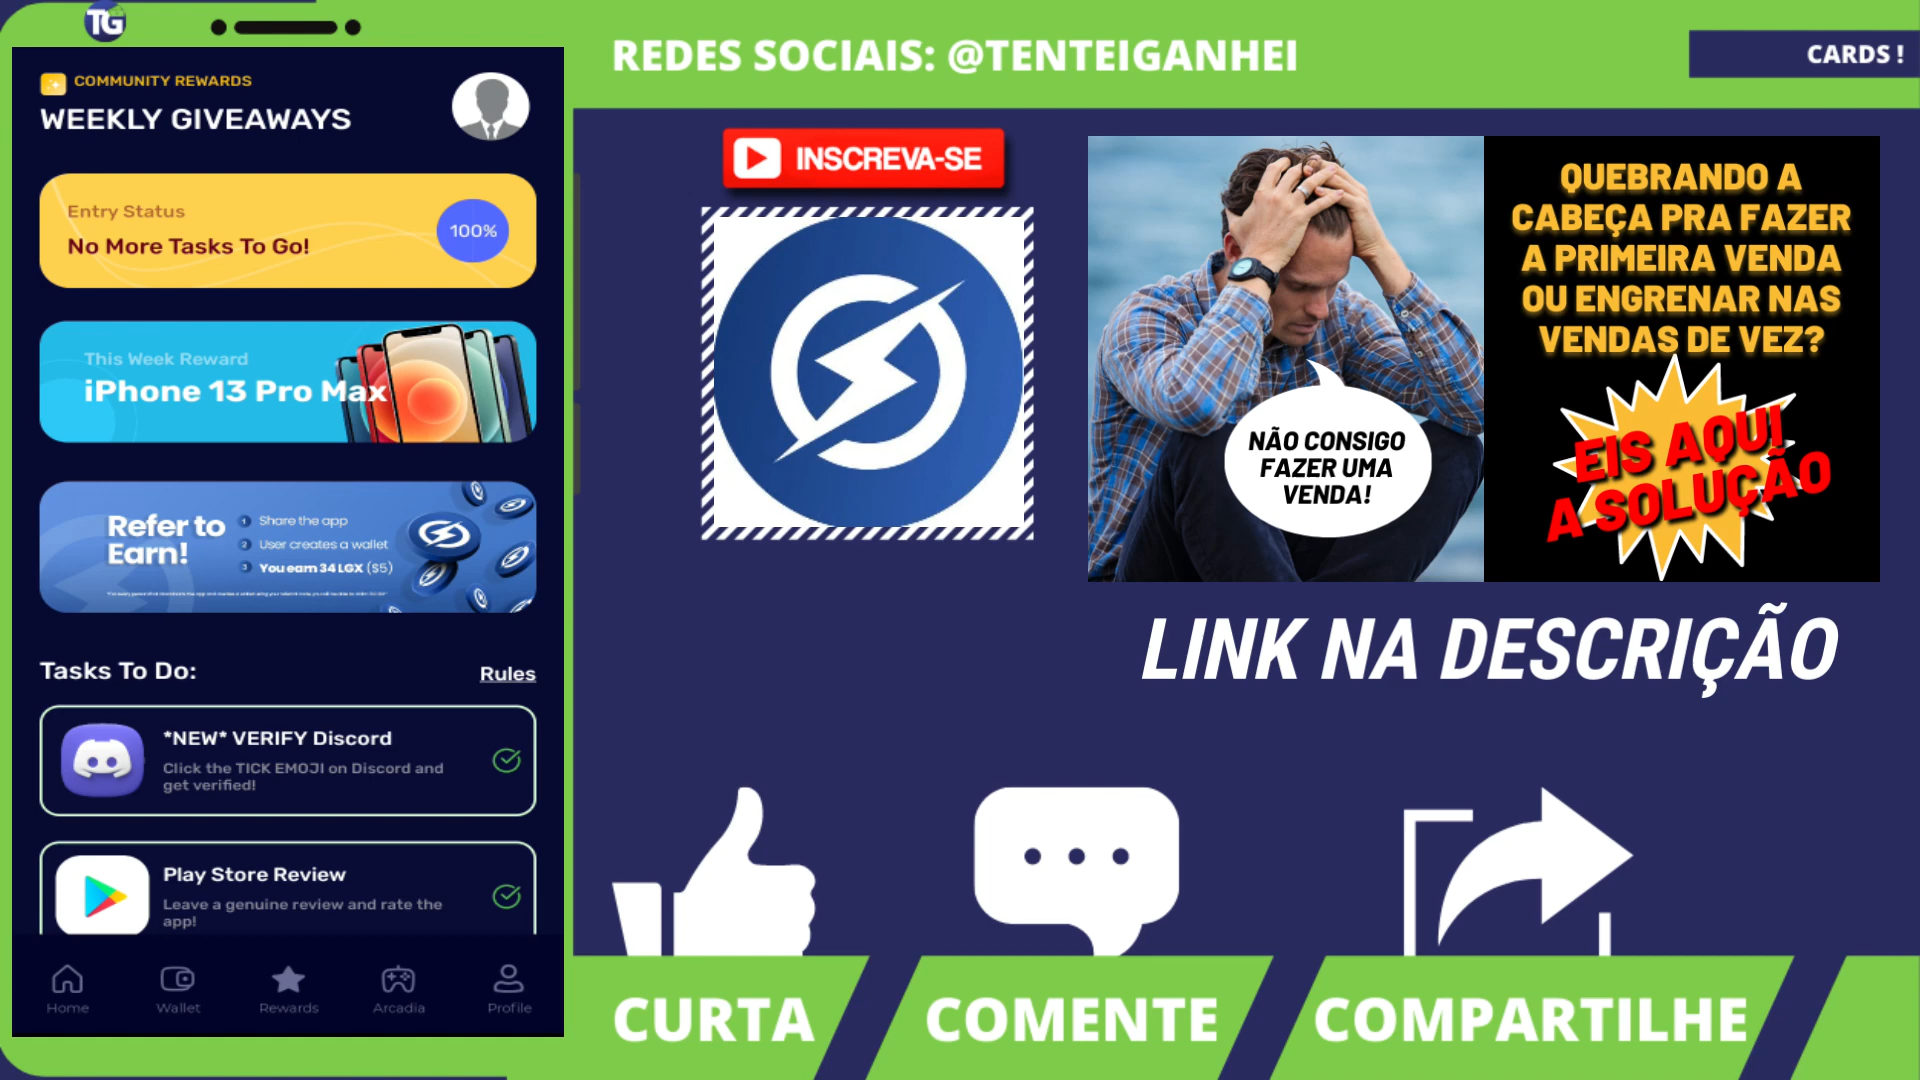 TG
REDES SOCIAIS: @TENTEIGANHEI
CARDS !
COMMUNITY REWARDS
WEEKLY GIVEAWAYS
Entry Status
No More Tasks To Go!
100%
This Week Reward
iPhone 13 Pro Max
Refer to
Earn!
1 Share the app
2 User creates a wallet
3 You earn 34 LGX ($5)
Tasks To Do:
Rules
*NEW* VERIFY Discord
Click the TICK EMOJI on Discord and
get verified!
Play Store Review
Leave a genuine review and rate the
app!
Home
Wallet
Rewards
Arcadia
Profile
INSCREVA-SE
NÃO CONSIGO
FAZER UMA
VENDA!
QUEBRANDO A
CABEÇA PRA FAZER
A PRIMEIRA VENDA
OU ENGRENAR NAS
VENDAS DE VEZ?
EIS AQUI
A SOLUÇÃO
LINK NA DESCRIÇÃO
CURTA
COMENTE
COMPARTILHE